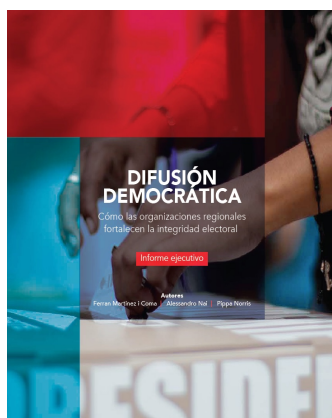 DIFUSIÓN
DEMOCRÁTICA
Cómo las organizaciones regionales
fortalecen la integridad electoral
Informe ejecutivo
Autores
Ferran Martínez i Coma | Alessandro Nai | Pippa Norris
PRESIDE